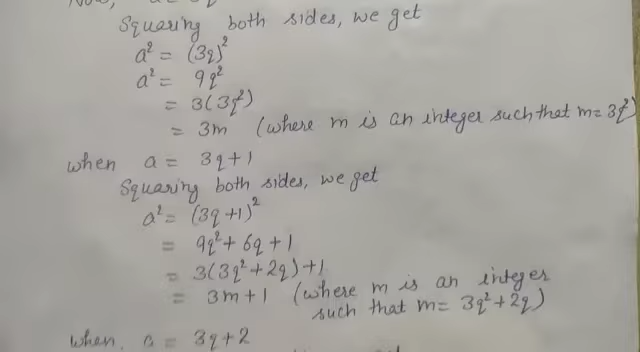 Now,
Squaring both sides, we get
a² = (3q)²
a² = 9q²
= 3(3q²)
= 3m (where m is an integer such that m = 3q²)
when a = 3q+1
Squaring both sides, we get
a² = (3q+1)²
= 9q² + 6q + 1
= 3(3q² + 2q) + 1
= 3m + 1 (where m is an integer
such that m = 3q² + 2q)
when, a = 3q+2